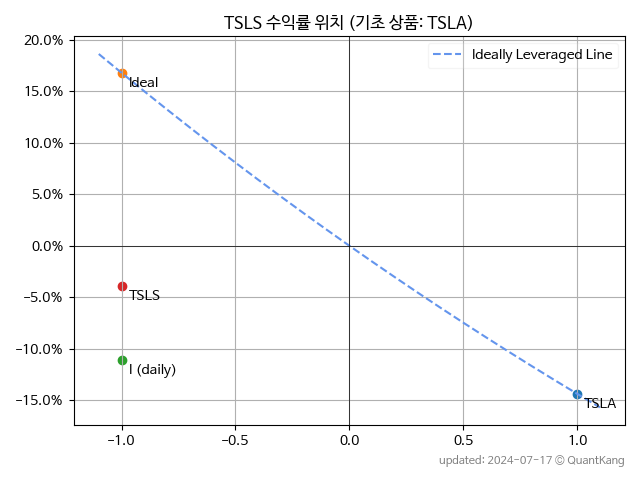 TSLS 수익률 위치 (기초 상품: TSLA)
20.0%
Ideally Leveraged Line
Ideal
15.0%
10.0%
5.0%
0.0%
TSLS
−5.0%
−10.0%
I (daily)
−15.0%
TSLA
−1.0 −0.5 0.0 0.5 1.0
updated: 2024-07-17 © QuantKang